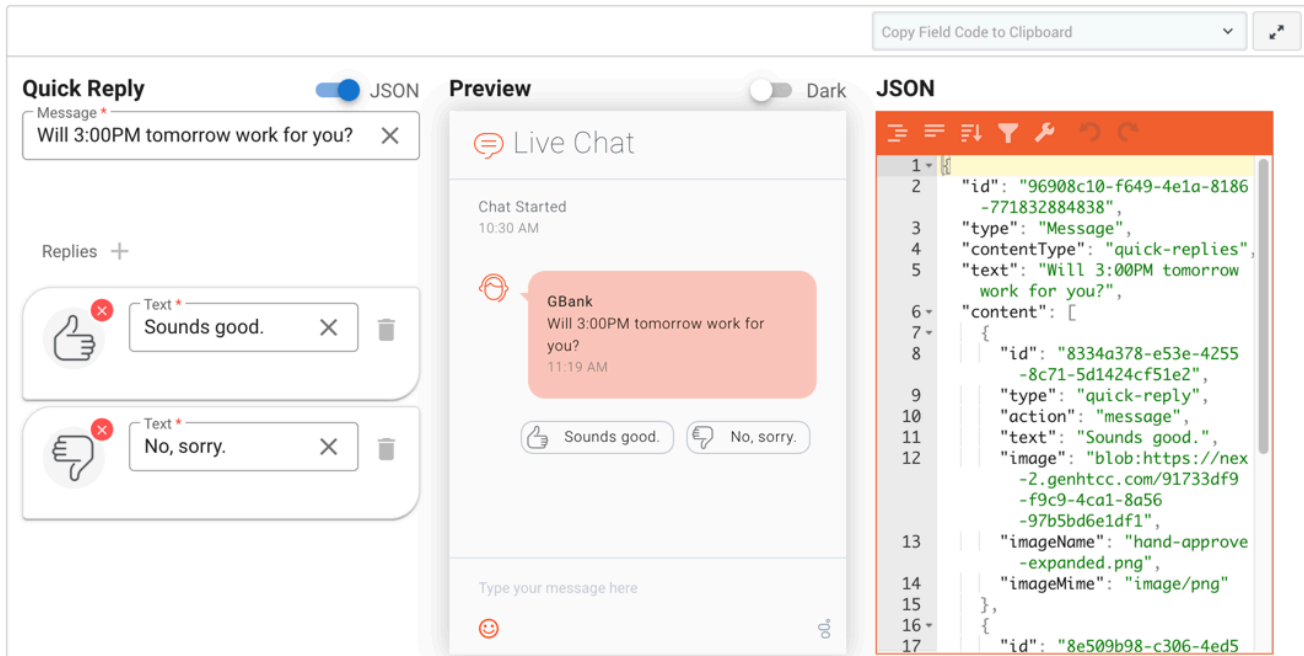 Copy Field Code to Clipboard
Quick Reply
JSON
Message *
Will 3:00PM tomorrow work for you?
Replies
Text *
Sounds good.
Text *
No, sorry.
Preview
Dark
Live Chat
Chat Started
10:30 AM
GBank
Will 3:00PM tomorrow work for
you?
11:19 AM
Sounds good.
No, sorry.
Type your message here
JSON
1 [
2 "id": "96908c10-f649-4e1a-8186
-771832884838",
3 "type": "Message",
4 "contentType": "quick-replies",
5 "text": "Will 3:00PM tomorrow
work for you?",
6 "content": [
7 {
8 "id": "8334a378-e53e-4255
-8c71-5d1424cf51e2",
9 "type": "quick-reply",
10 "action": "message",
11 "text": "Sounds good.",
12 "image": "blob:https://nex
-2.genhtcc.com/91733df9
-f9c9-4ca1-8a56
-97b5bd6e1df1",
13 "imageName": "hand-approve
-expanded.png",
14 "imageMime": "image/png"
15 },
16 {
17 "id": "8e509b98-c306-4ed5